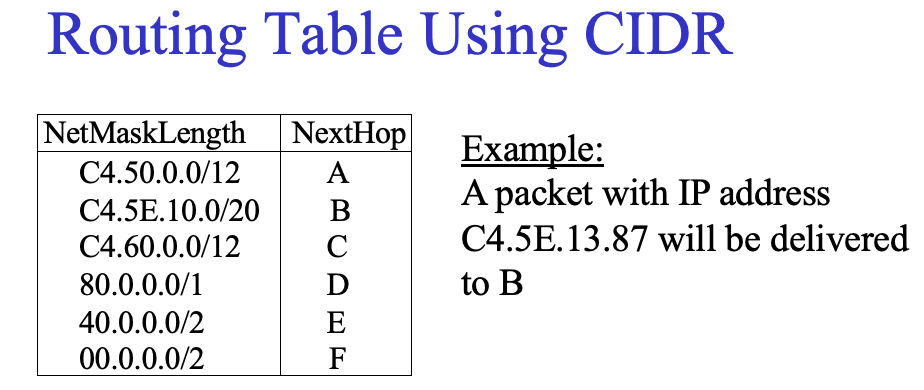 Routing Table Using CIDR
NetMaskLength NextHop
C4.50.0.0/12 A
C4.5E.10.0/20 B
C4.60.0.0/12 C
80.0.0.0/1 D
40.0.0.0/2 E
00.0.0.0/2 F
Example:
A packet with IP address
C4.5E.13.87 will be delivered
to B